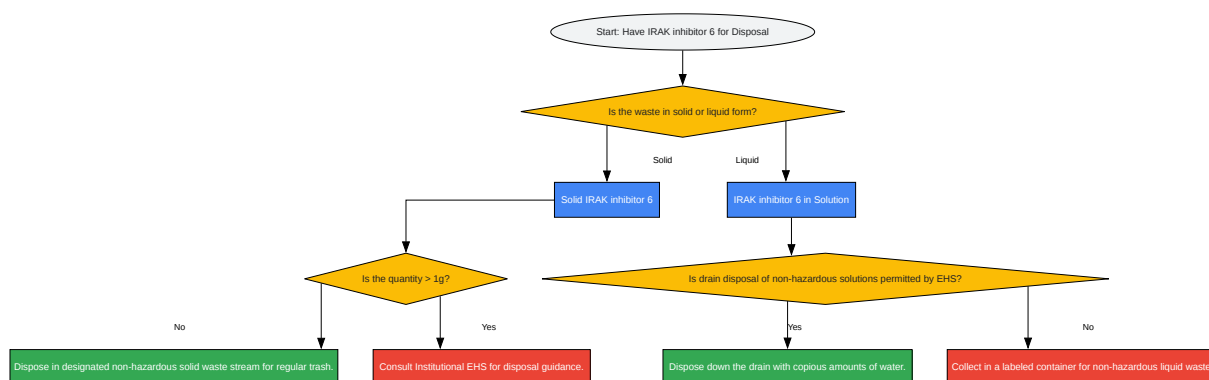 Start: Have IRAK inhibitor 6 for Disposal
Is the waste in solid or liquid form?
Solid
Liquid
Solid IRAK inhibitor 6
IRAK inhibitor 6 in Solution
Is the quantity > 1g?
Is drain disposal of non-hazardous solutions permitted by EHS?
No
Yes
Yes
No
Dispose in designated non-hazardous solid waste stream for regular trash.
Consult Institutional EHS for disposal guidance.
Dispose down the drain with copious amounts of water.
Collect in a labeled container for non-hazardous liquid waste